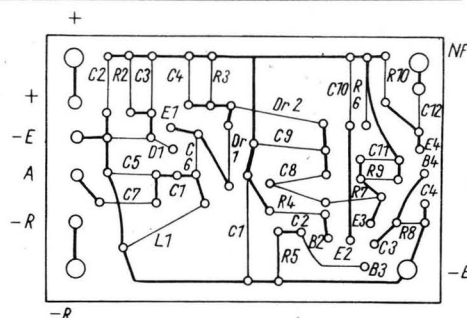 +
NF
C2 R2 C3 C4 R3 C10 R6 R10
+ Dr 2 C12
-E E1 Dr 1 C9 E4
D1 C6 C11 B4
A C5 C1 C8 R9
C7 R7 C4
-R R4 E3 R8
L1 C1 C2 B2 E2 C3
R5 B3 -E
-R